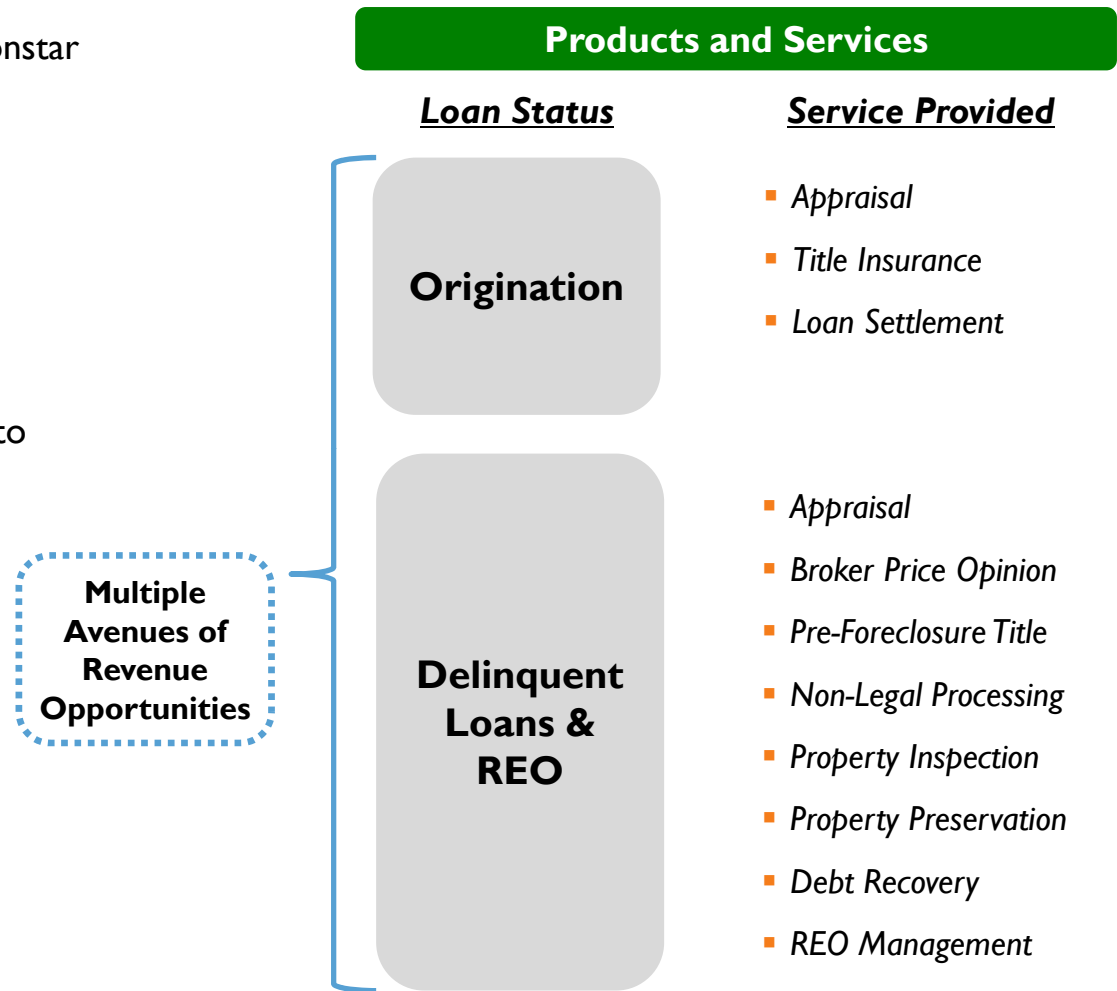 onstar
to
Products and Services
Loan Status
Service Provided
Origination
Appraisal
Title Insurance
Loan Settlement
Multiple
Avenues of
Revenue
Opportunities
Delinquent
Loans &
REO
Appraisal
Broker Price Opinion
Pre-Foreclosure Title
Non-Legal Processing
Property Inspection
Property Preservation
Debt Recovery
REO Management